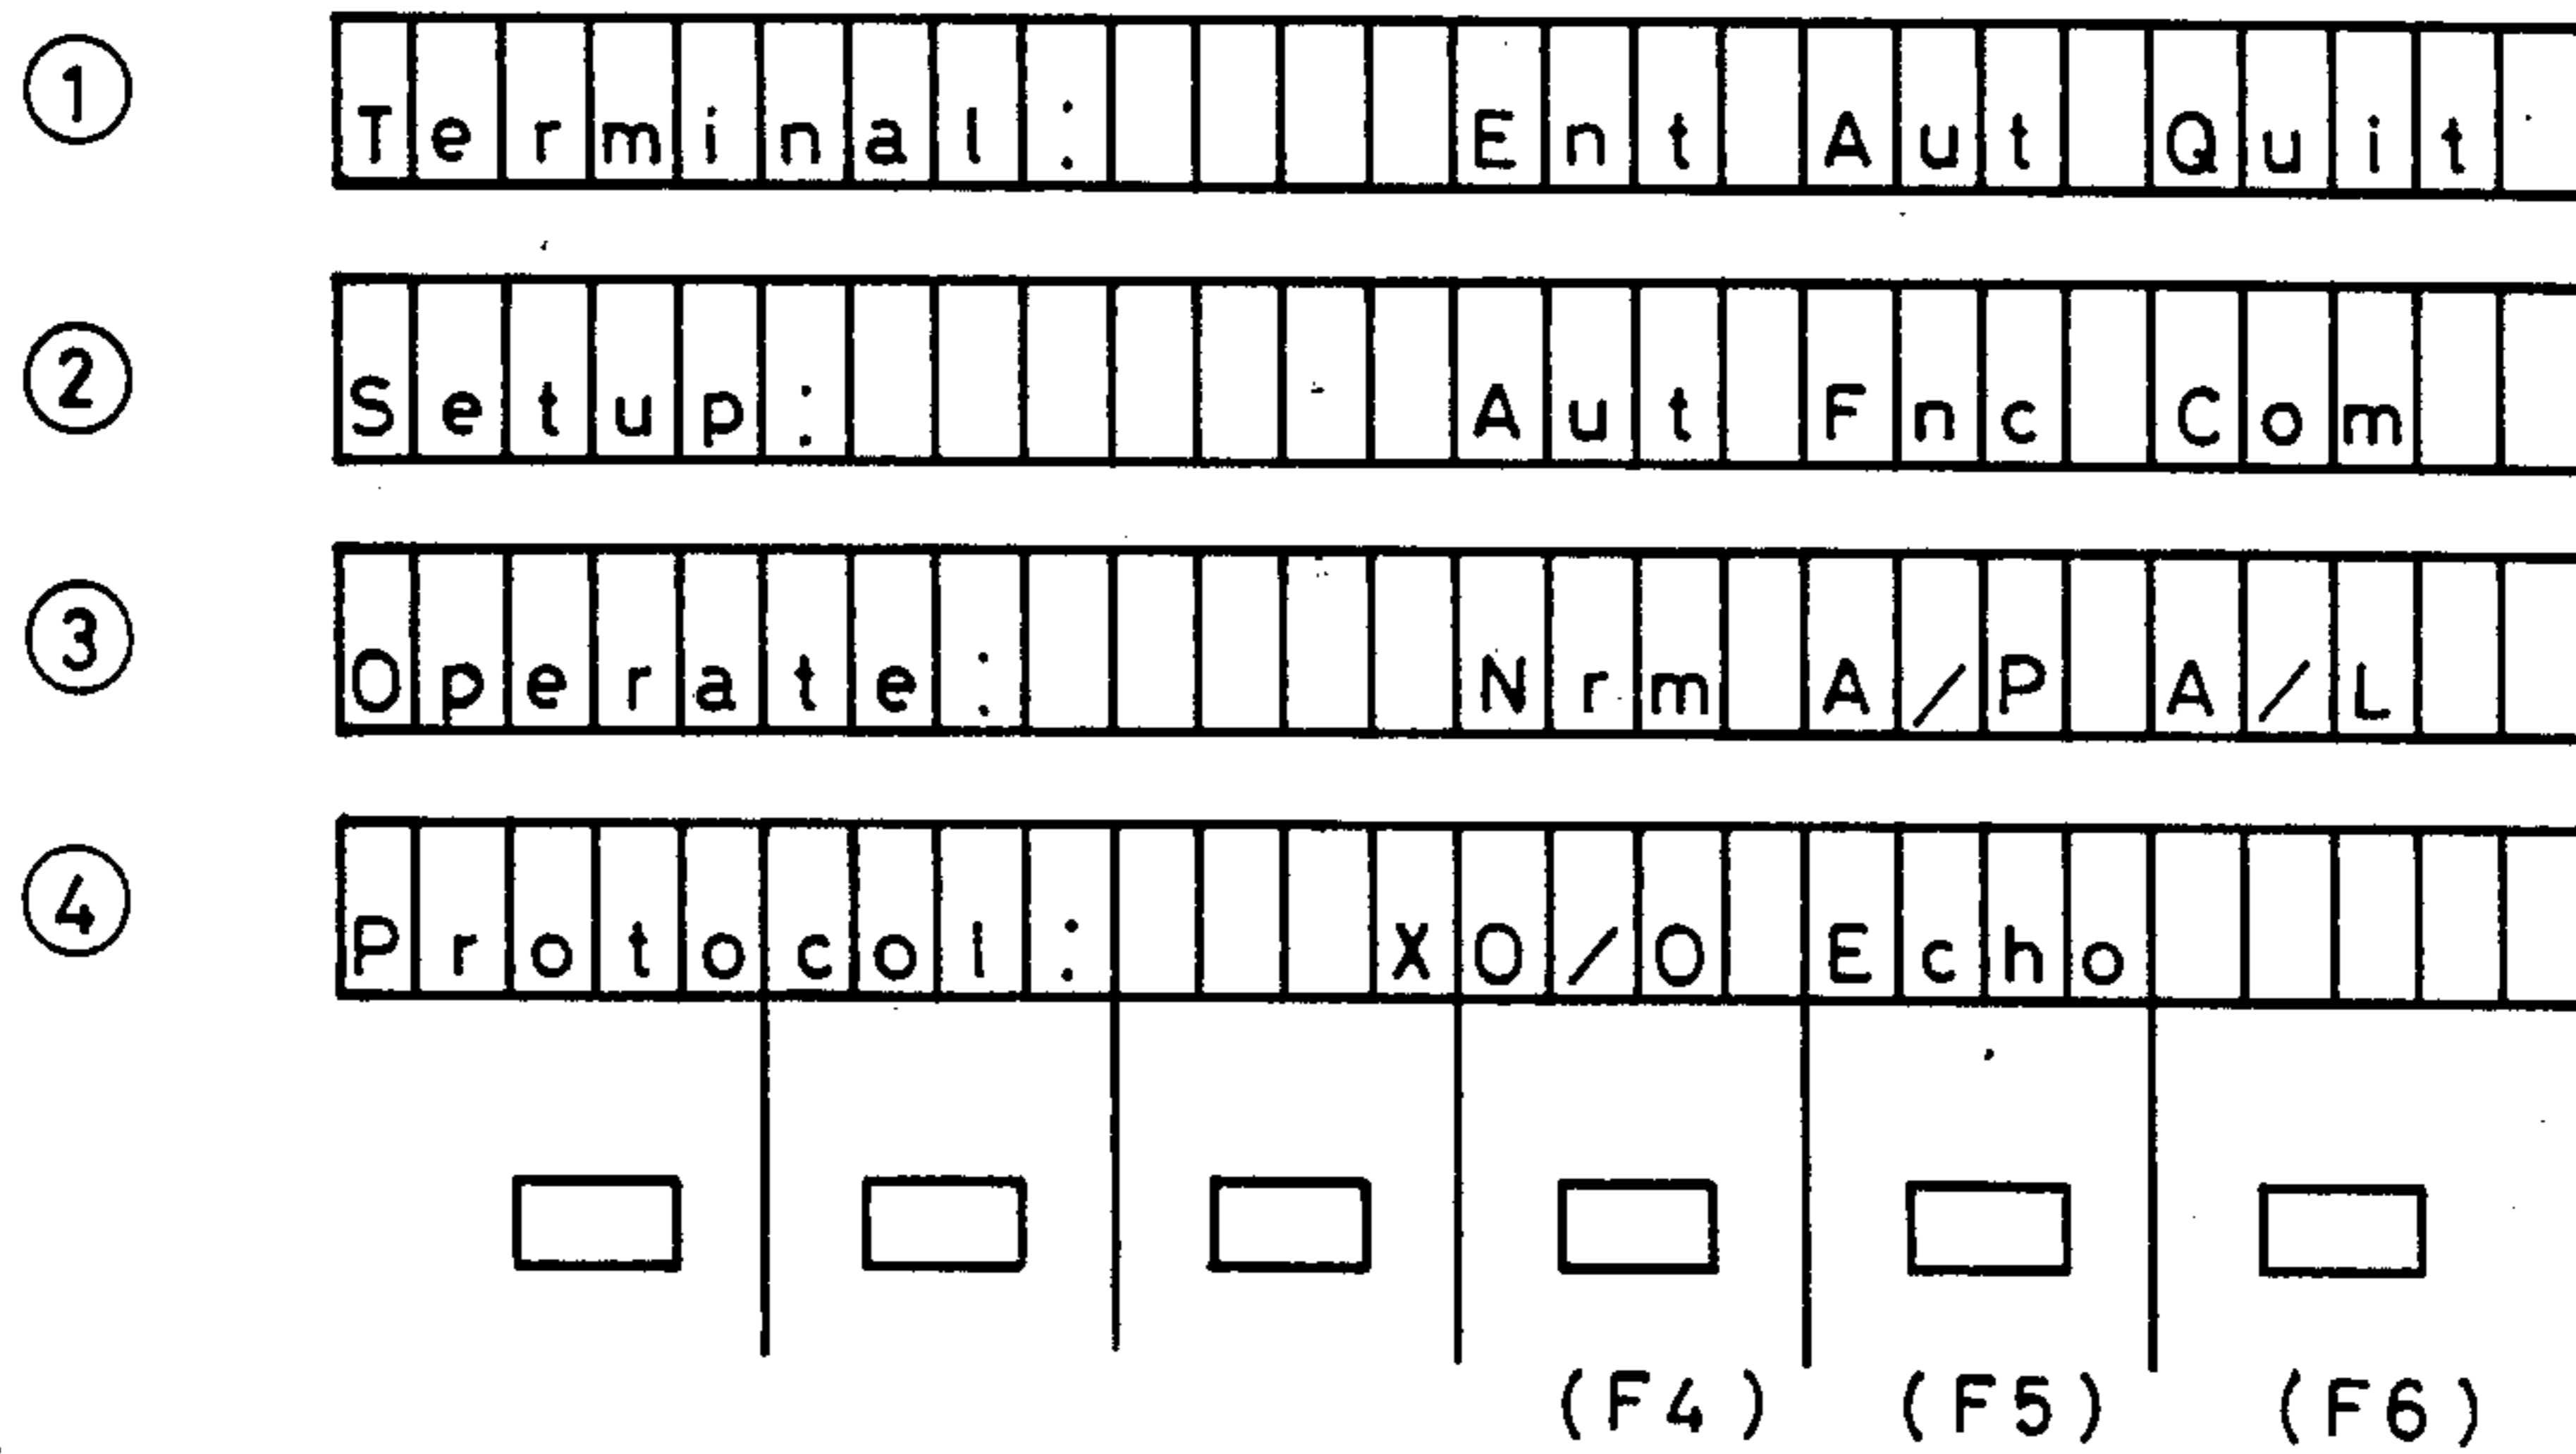 ① Terminal: Ent Aut Quit
② Setup: Aut Fnc Com
③ Operate: Nrm A/P A/L
④ Protocol: XO/O Echo
(F4) (F5) (F6)